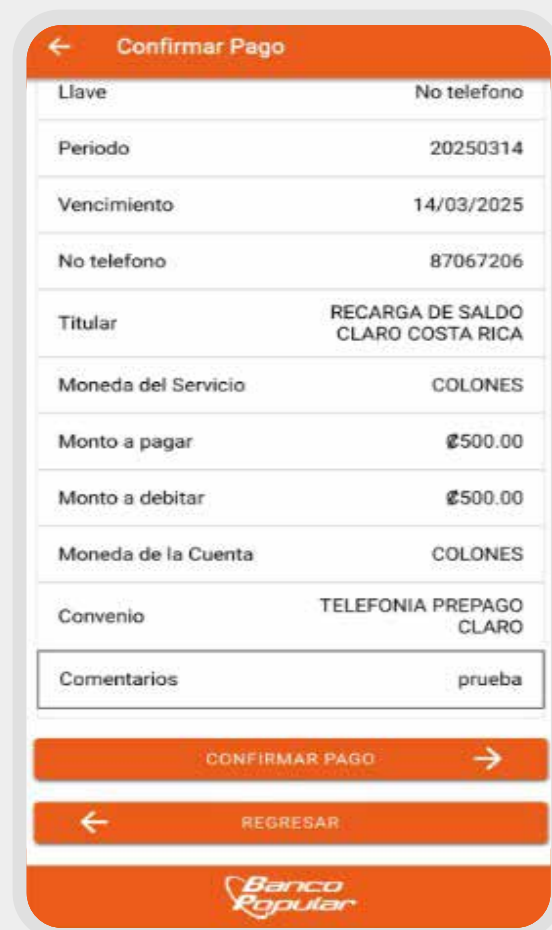 Confirmar Pago
Llave No telefono
Periodo 20250314
Vencimiento 14/03/2025
No telefono 87067206
Titular RECARGA DE SALDO
CLARO COSTA RICA
Moneda del Servicio COLONES
Monto a pagar ₡500.00
Monto a debitar ₡500.00
Moneda de la Cuenta COLONES
Convenio TELEFONIA PREPAGO
CLARO
Comentarios prueba
CONFIRMAR PAGO
REGRESAR
Banco
Popular